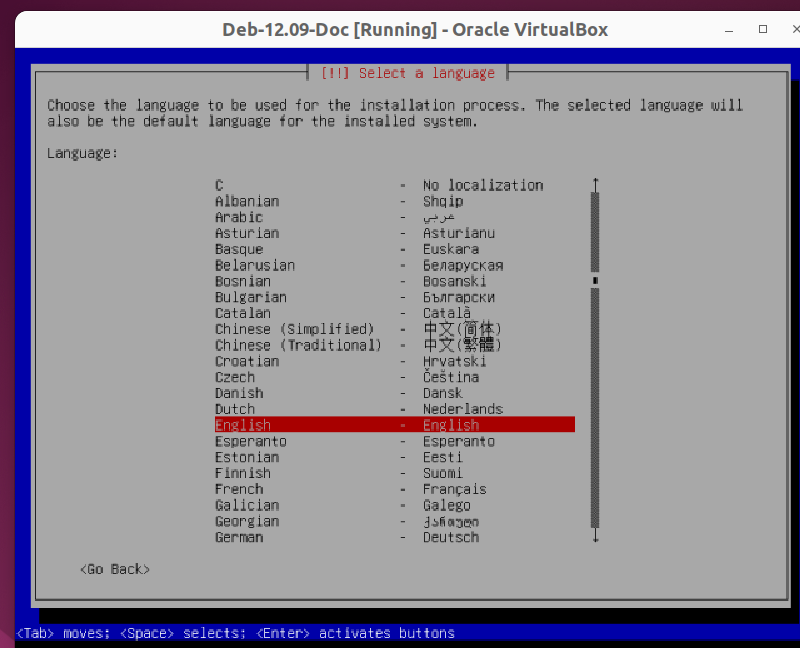 Deb-12.09-Doc [Running] - Oracle VirtualBox
[!!] Select a language
Choose the language to be used for the installation process. The selected language will
also be the default language for the installed system.
Language:
C - No localization
Albanian - Shqip
Arabic - عربي
Asturian - Asturianu
Basque - Euskara
Belarusian - Беларуская
Bosnian - Bosanski
Bulgarian - Български
Catalan - Català
Chinese (Simplified) - 中文(简体)
Chinese (Traditional) - 中文(繁體)
Croatian - Hrvatski
Czech - Čeština
Danish - Dansk
Dutch - Nederlands
English - English
Esperanto - Esperanto
Estonian - Eesti
Finnish - Suomi
French - Français
Galician - Galego
Georgian - ქართული
German - Deutsch
<Go Back>
<Tab> moves; <Space> selects; <Enter> activates buttons